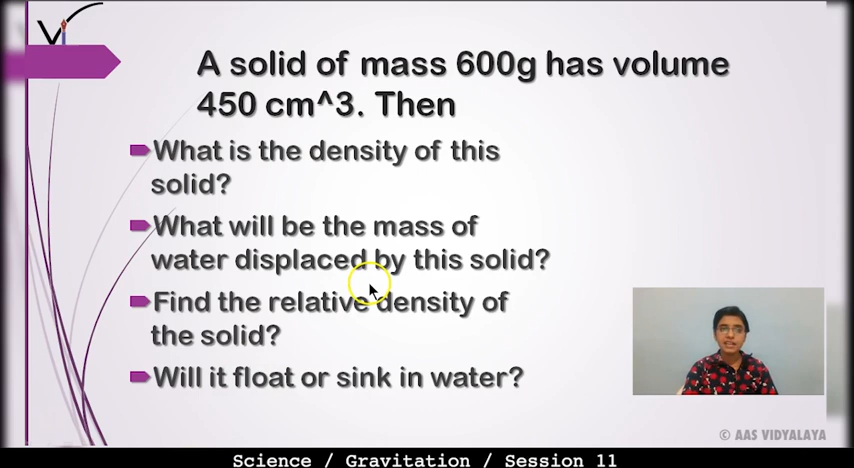 Vi
A solid of mass 600g has volume
450 cm^3. Then
What is the density of this
solid?
What will be the mass of
water displaced by this solid?
Find the relative density of
the solid?
Will it float or sink in water?
© AAS VIDYALAYA
Science / Gravitation / Session 11